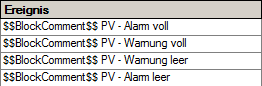 Ereignis
$$BlockComment$$ PV - Alarm voll
$$BlockComment$$ PV - Warnung voll
$$BlockComment$$ PV - Warnung leer
$$BlockComment$$ PV - Alarm leer